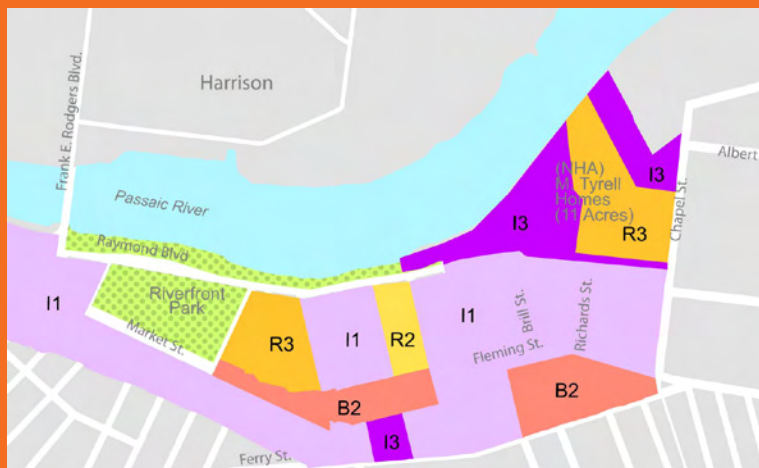 Harrison
Frank E. Rodgers Blvd.
Passaic River
Raymond Blvd
Riverfront
Park
Market St.
Ferry St.
I1
R3
I1
R2
B2
I3
I1
Brill St.
Fleming St.
Richards St.
B2
I3
(NHA)
M. Tyrell
Homes
(11 Acres)
R3
I3
Chapel St.
Albert